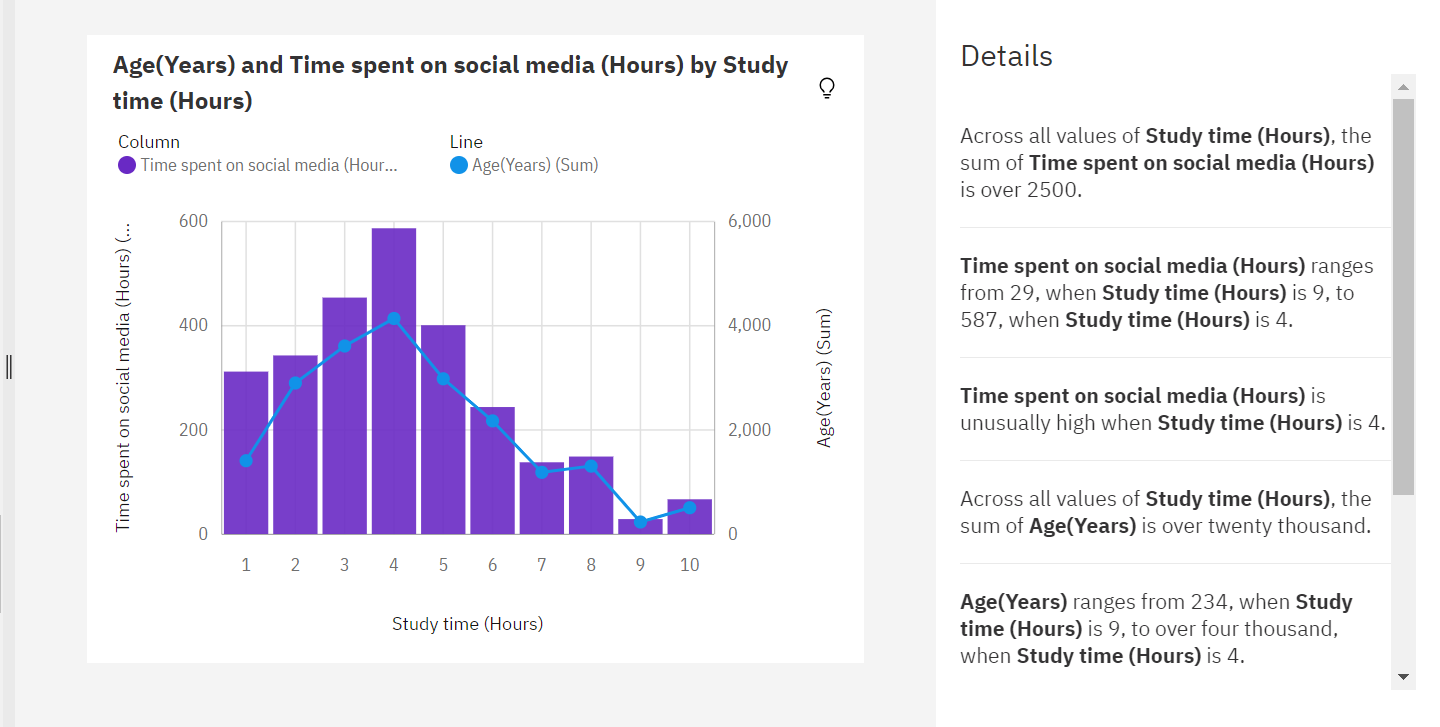 Age(Years) and Time spent on social media (Hours) by Study
time (Hours)
Column
Time spent on social media (Hour...
Line
Age(Years) (Sum)
Time spent on social media (Hours) (...
600
400
200
0
6,000
4,000
2,000
0
Age(Years) (Sum)
1 2 3 4 5 6 7 8 9 10
Study time (Hours)
Details
Across all values of Study time (Hours), the
sum of Time spent on social media (Hours)
is over 2500.
Time spent on social media (Hours) ranges
from 29, when Study time (Hours) is 9, to
587, when Study time (Hours) is 4.
Time spent on social media (Hours) is
unusually high when Study time (Hours) is 4.
Across all values of Study time (Hours), the
sum of Age(Years) is over twenty thousand.
Age(Years) ranges from 234, when Study
time (Hours) is 9, to over four thousand,
when Study time (Hours) is 4.